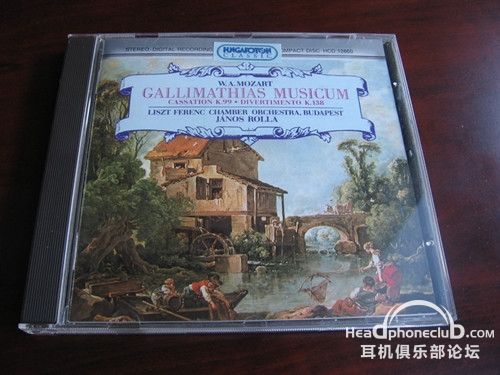 STEREO-DIGITAL RECORDING
HUNGAROTON
CLASSIC
COMPACT DISC HCD
W.A.MOZART
GALLIMATHIAS MUSICUM
CASSATION K.99 • DIVERTIMENTO K.138
LISZT FERENC CHAMBER ORCHESTRA, BUDAPEST
JÁNOS ROLLA
Headphoneclub.com
耳机俱乐部论坛